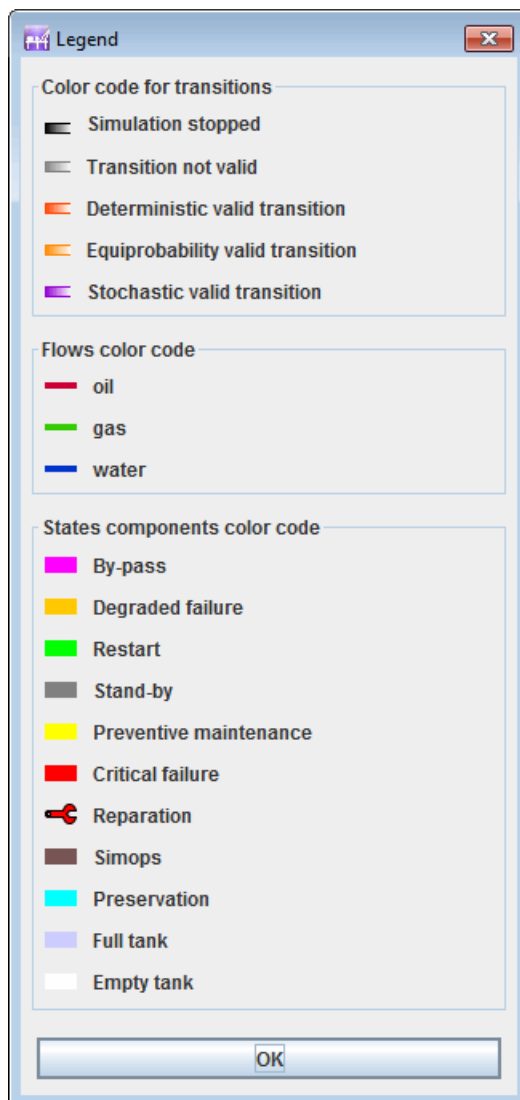 Legend
Color code for transitions
Simulation stopped
Transition not valid
Deterministic valid transition
Equiprobability valid transition
Stochastic valid transition
Flows color code
oil
gas
water
States components color code
By-pass
Degraded failure
Restart
Stand-by
Preventive maintenance
Critical failure
Reparation
Simops
Preservation
Full tank
Empty tank
OK